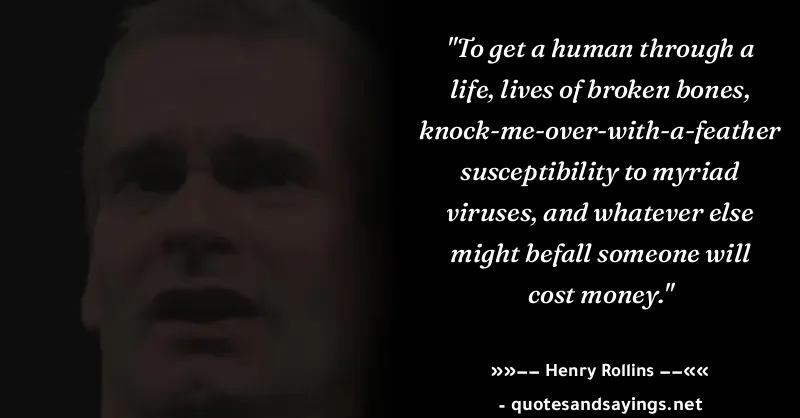 "To get a human through a
life, lives of broken bones,
knock-me-over-with-a-feather
susceptibility to myriad
viruses, and whatever else
might befall someone will
cost money."
»»−− Henry Rollins −−««
- quotesandsayings.net